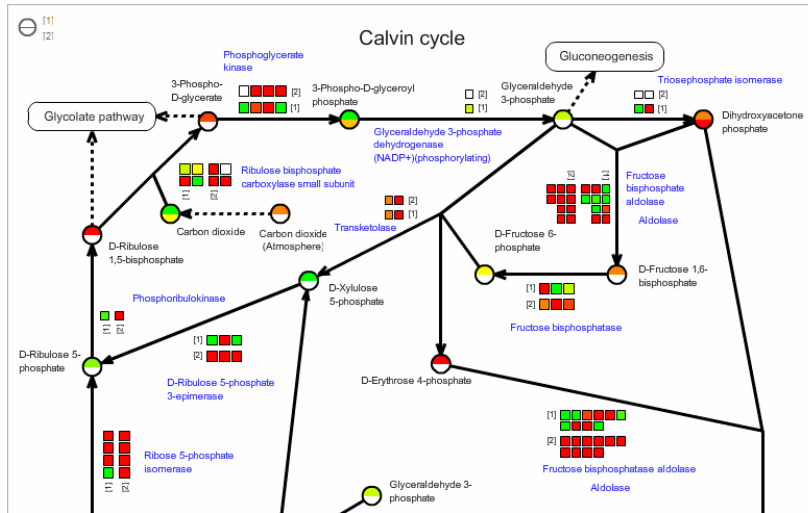 [1]
[2]
Calvin cycle
Phosphoglycerate
kinase
Gluconeogenesis
3-Phospho-
D-glycerate
[2]
[1]
3-Phospho-D-glyceroyl
phosphate
[2]
[1]
Glyceraldehyde
3-phosphate
Triosephosphate isomerase
[2]
[1]
Glycolate pathway
Dihydroxyacetone
phosphate
Glyceraldehyde 3-phosphate
dehydrogenase
(NADP+)(phosphorylating)
Ribulose bisphosphate
carboxylase small subunit
[1]
[2]
[2]
[1]
Fructose
bisphosphate
aldolase
Aldolase
Transketolase
[2]
[1]
Carbon dioxide
Carbon dioxide
(Atmosphere)
D-Ribulose
1,5-bisphosphate
D-Fructose 6-
phosphate
D-Fructose 1,6-
bisphosphate
D-Xylulose
5-phosphate
[1]
[2]
Fructose bisphosphatase
Phosphoribulokinase
[1]
[2]
[1]
[2]
D-Ribulose 5-
phosphate
D-Ribulose 5-phosphate
3-epimerase
D-Erythrose 4-phosphate
[1]
[2]
Fructose bisphosphatase aldolase
Aldolase
Ribose 5-phosphate
isomerase
[1]
[2]
Glyceraldehyde 3-
phosphate